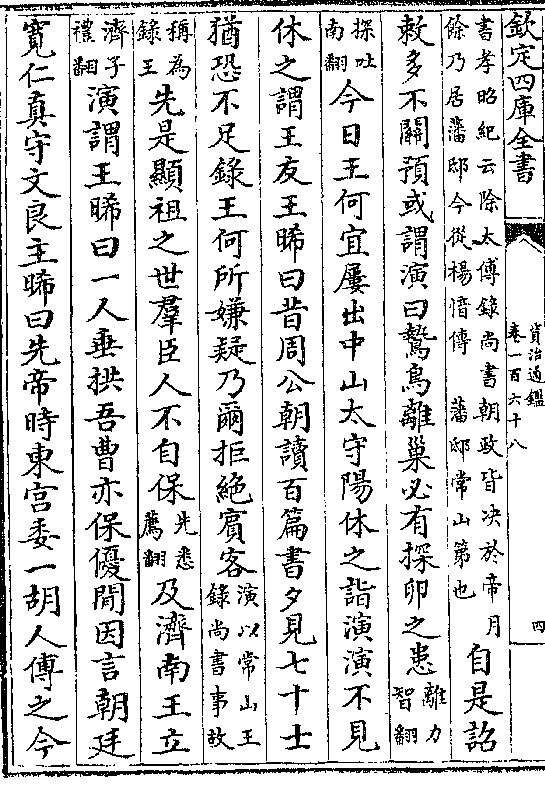 欽定四庫全書
資治通鑑
卷一百六十八
四
書孝昭紀云除太傅錄尚書朝政皆決於帝月
餘乃居藩邸今從楊愔傳　藩邸常山第也
自是詔
敕多不關預或謂演曰鷙鳥離巢必有探卵之患離力
智翻
探吐
南翻今日王何宜屢出中山太守陽休之詣演演不見
休之謂王友王晞曰昔周公朝讀百篇書夕見七十士
猶恐不足錄王何所嫌疑乃爾拒絶賓客演以常山王
錄尚書事故
稱為
錄王先是顯祖之世羣臣人不自保先悉
薦翻及濟南王立
濟子
禮翻演謂王晞曰一人垂拱吾曹亦保優閒因言朝廷
寛仁真守文良主晞曰先帝時東宮委一胡人傅之今